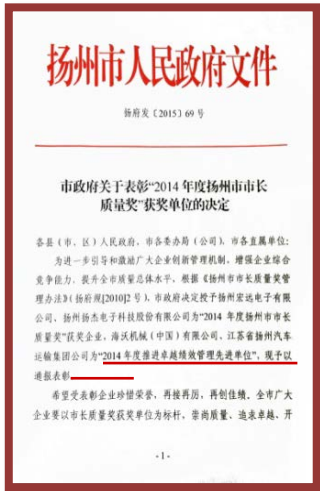 扬州市人民政府文件
扬府发〔2015〕69号
市政府关于表彰“2014年度扬州市市长
质量奖”获奖单位的决定
各县(市、区)人民政府,市各委办局(公司),市各直属单位:
为进一步引导和激励广大企业创新管理机制,增强企业综合
竞争能力,提升全市质量总体水平,根据《扬州市市长质量奖管
理办法》(扬府规[2010]2号),市政府决定授予扬州宏远电子有限
公司、扬州扬杰电子科技股份有限公司为“2014年度扬州市市长
质量奖”获奖企业,海沃机械(中国)有限公司、江苏省扬州汽车
运输集团公司为“2014年度推进卓越绩效管理先进单位”,现予以
通报表彰。
希望受表彰企业珍惜荣誉,再接再厉,再创佳绩。全市广大
企业要以市长质量奖获奖单位为标杆,崇尚质量、追求卓越、开
-1-